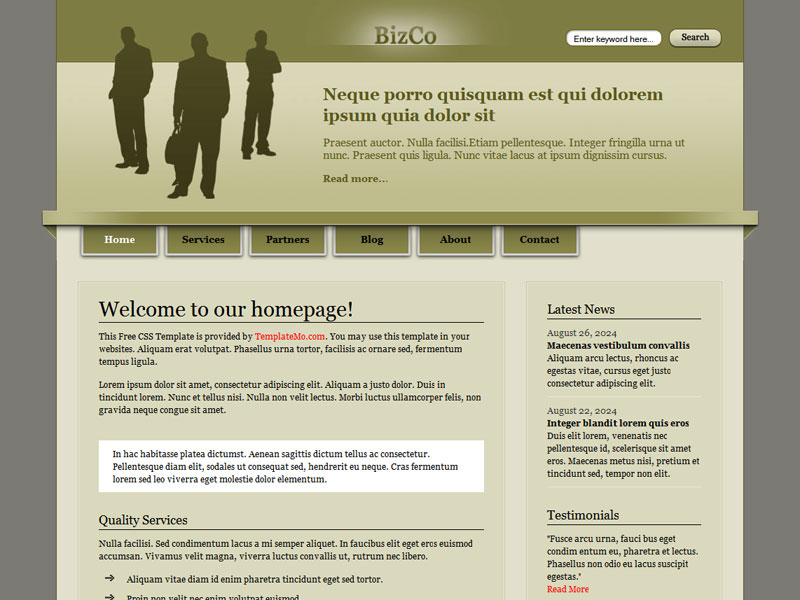 BizCo
Enter keyword here...
Search
Neque porro quisquam est qui dolorem
ipsum quia dolor sit
Praesent auctor. Nulla facilisi.Etiam pellentesque. Integer fringilla urna ut
nunc. Praesent quis ligula. Nunc vitae lacus at ipsum dignissim cursus.
Read more...
Home
Services
Partners
Blog
About
Contact
Welcome to our homepage!
This Free CSS Template is provided by TemplateMo.com. You may use this template in your
websites. Aliquam erat volutpat. Phasellus urna tortor, facilisis ac ornare sed, fermentum
tempus ligula.
Lorem ipsum dolor sit amet, consectetur adipiscing elit. Aliquam a justo dolor. Duis in
tincidunt lorem. Nunc et tellus nisi. Nulla non velit lectus. Morbi luctus ullamcorper felis, non
gravida neque congue sit amet.
In hac habitasse platea dictumst. Aenean sagittis dictum tellus ac consectetur.
Pellentesque diam elit, sodales ut consequat sed, hendrerit eu neque. Cras fermentum
lorem sed leo viverra eget molestie dolor elementum.
Quality Services
Nulla facilisi. Sed condimentum lacus a mi semper aliquet. In faucibus elit eget eros euismod
accumsan. Vivamus velit magna, viverra luctus convallis ut, rutrum nec libero.
Aliquam vitae diam id enim pharetra tincidunt eget sed tortor.
Proin non velit nec enim volutpat euismod
Latest News
August 26, 2024
Maecenas vestibulum convallis
Aliquam arcu lectus, rhoncus ac
egestas vitae, cursus eget justo
consectetur adipiscing elit.
August 22, 2024
Integer blandit lorem quis eros
Duis elit lorem, venenatis nec
pellentesque id, scelerisque sit amet
eros. Maecenas metus nisi, pretium et
tincidunt sed, tempor non elit.
Testimonials
"Fusce arcu urna, fauci bus eget
condim entum eu, pharetra et lectus.
Phasellus non odio eu lacus suscipit
egestas."
Read More